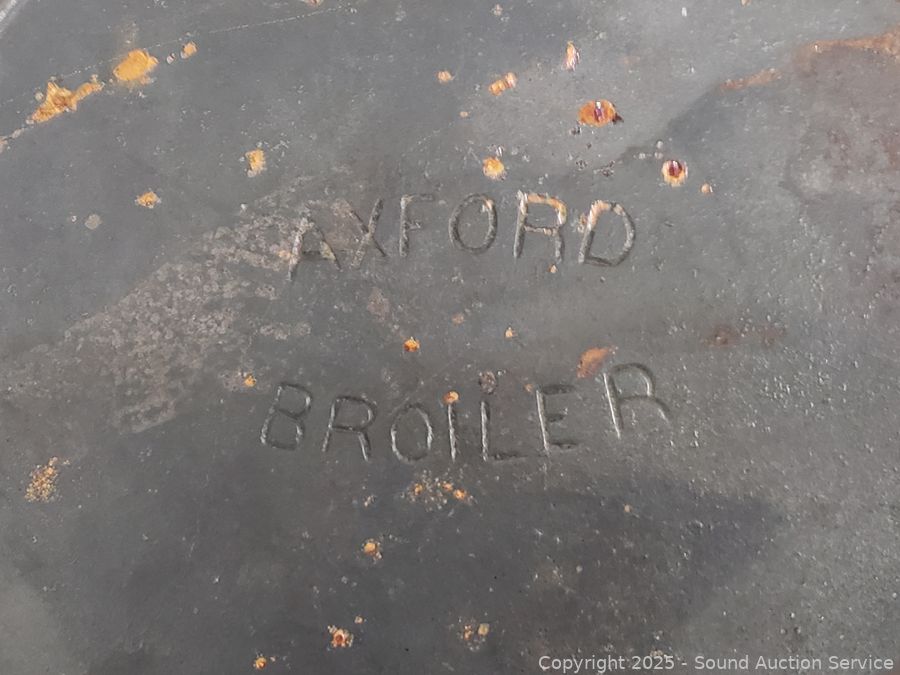 AXFORD
BROILER
Copyright 2025 - Sound Auction Service